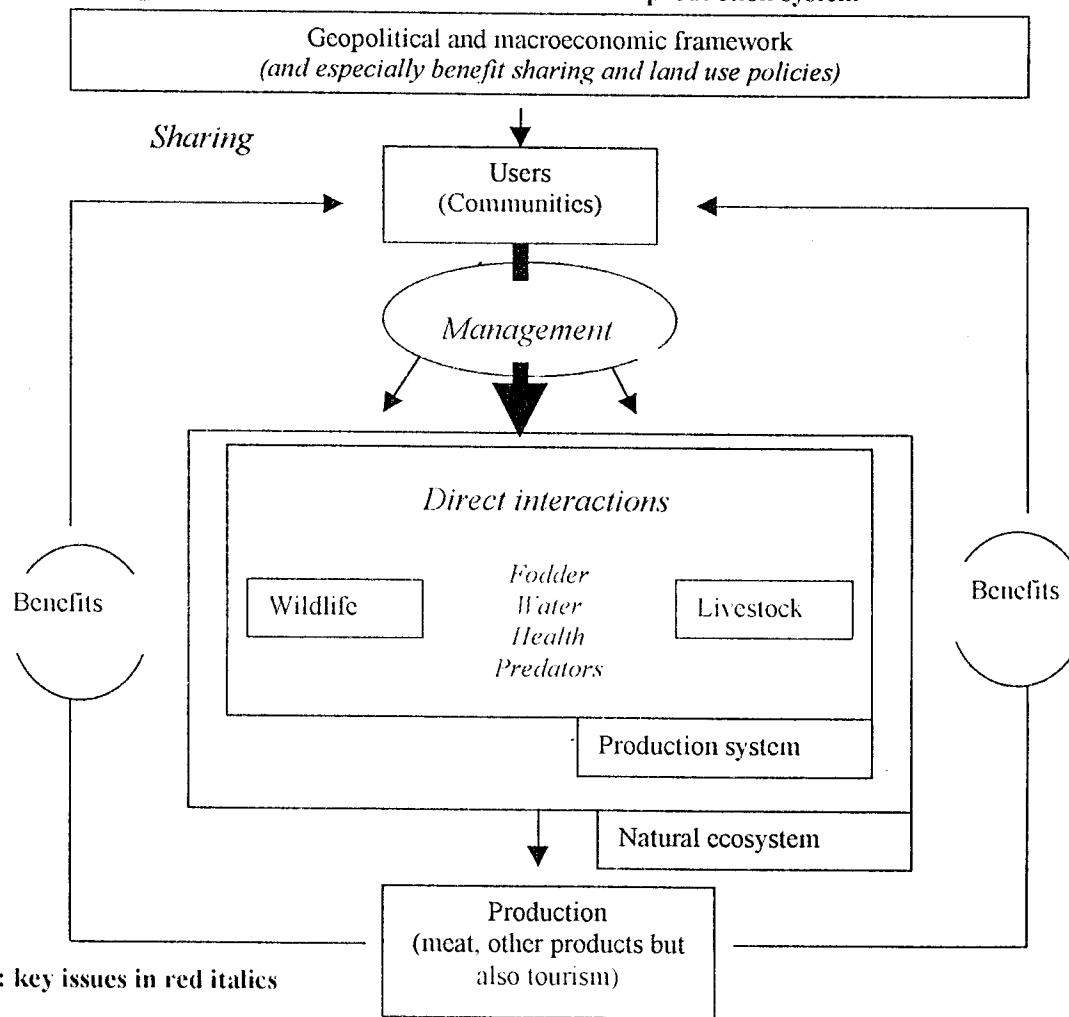 system
Geopolitical and macroeconomic framework
(and especially benefit sharing and land use policies)
Sharing
Users
(Communities)
Management
Direct interactions
Fodder
Water
Health
Predators
Wildlife
Livestock
Benefits
Benefits
Production system
Natural ecosystem
Production
(meat, other products but
also tourism)
: key issues in red italics